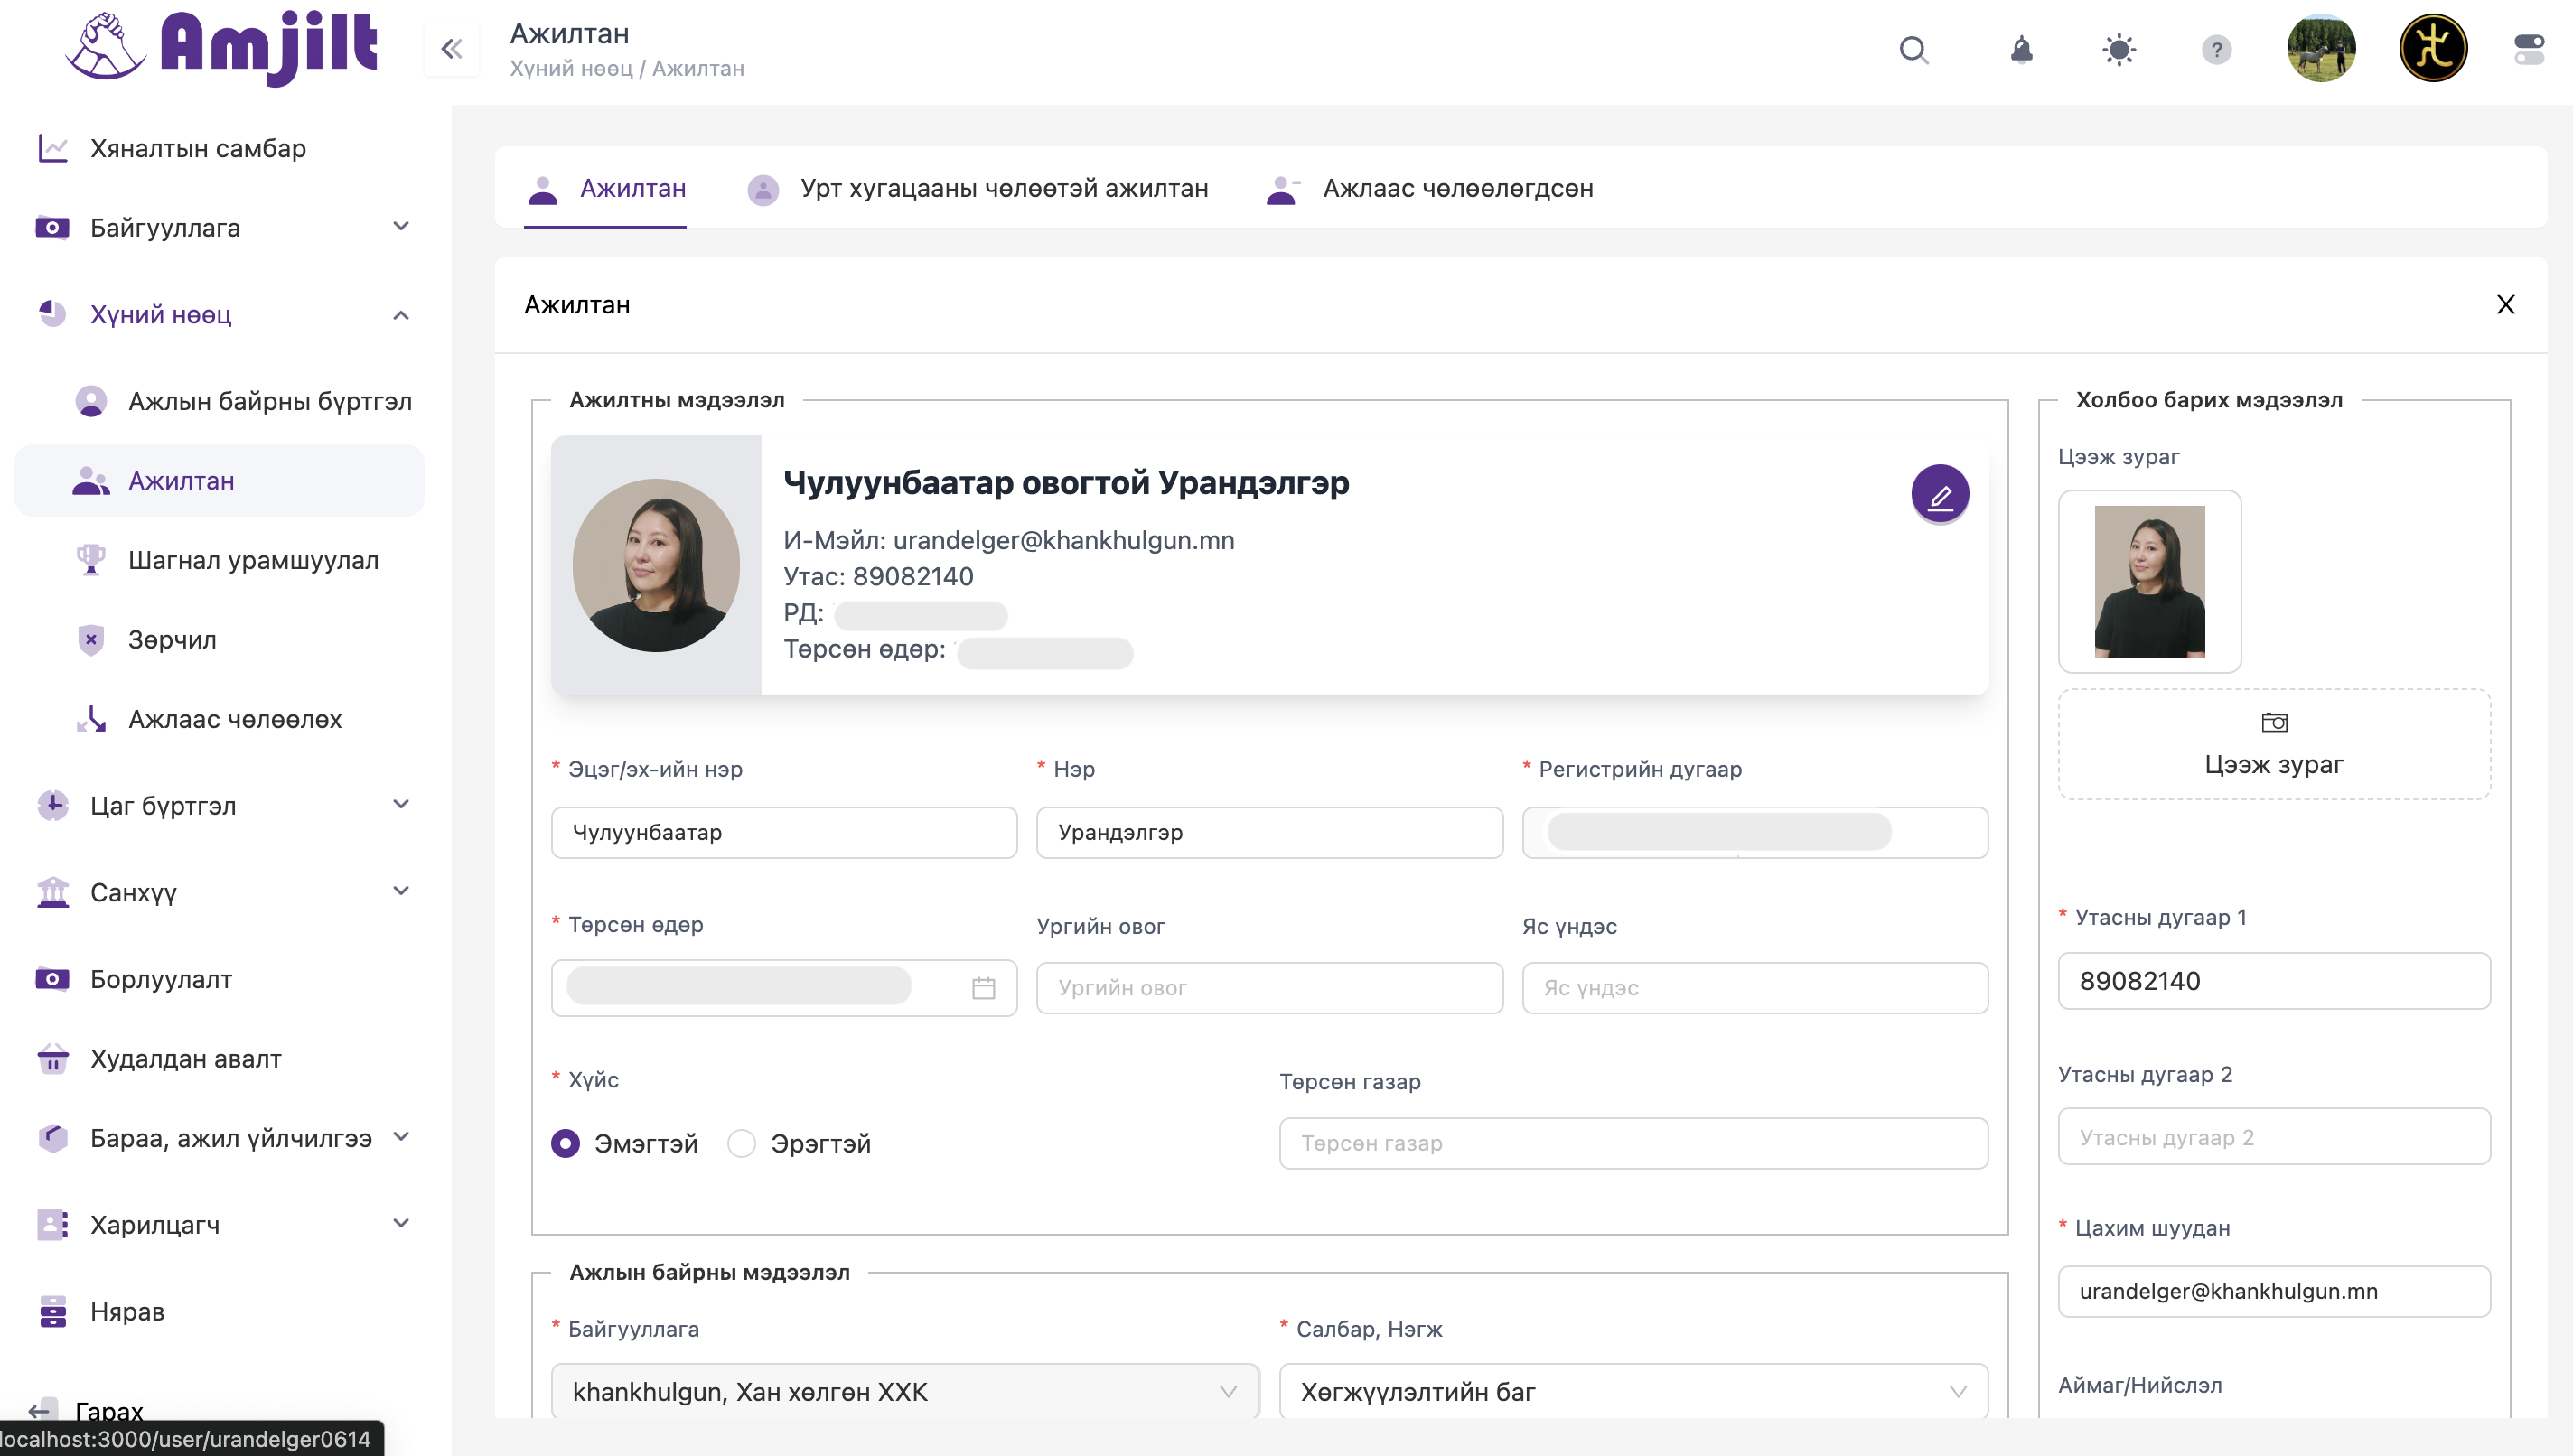 Amjilt
Ажилтан
Хүний нөөц / Ажилтан
?
Хяналтын самбар
Байгууллага
Хүний нөөц
Ажлын байрны бүртгэл
Ажилтан
Шагнал урамшуулал
Зөрчил
Ажлаас чөлөөлөх
Цаг бүртгэл
Санхүү
Борлуулалт
Худалдан авалт
Бараа, ажил үйлчилгээ
Харилцагч
Нярав
Гарах
localhost:3000/user/urandelger0614
Ажилтан
Урт хугацааны чөлөөтэй ажилтан
Ажлаас чөлөөлөгдсөн
Ажилтан
X
Ажилтны мэдээлэл
Чулуунбаатар овогтой Урандэлгэр
И-Мэйл: urandelger@khankhulgun.mn
Утас: 89082140
РД:
Төрсөн өдөр:
* Эцэг/эх-ийн нэр
* Нэр
* Регистрийн дугаар
Чулуунбаатар
Урандэлгэр
* Төрсөн өдөр
Ургийн овог
Яс үндэс
Ургийн овог
Яс үндэс
* Хүйс
Төрсөн газар
Эмэгтэй
Эрэгтэй
Төрсөн газар
Ажлын байрны мэдээлэл
* Байгууллага
* Салбар, Нэгж
khankhulgun, Хан хөлгөн ХХК
Хөгжүүлэлтийн баг
Холбоо барих мэдээлэл
Цээж зураг
Цээж зураг
* Утасны дугаар 1
89082140
Утасны дугаар 2
Утасны дугаар 2
* Цахим шуудан
urandelger@khankhulgun.mn
Аймаг/Нийслэл